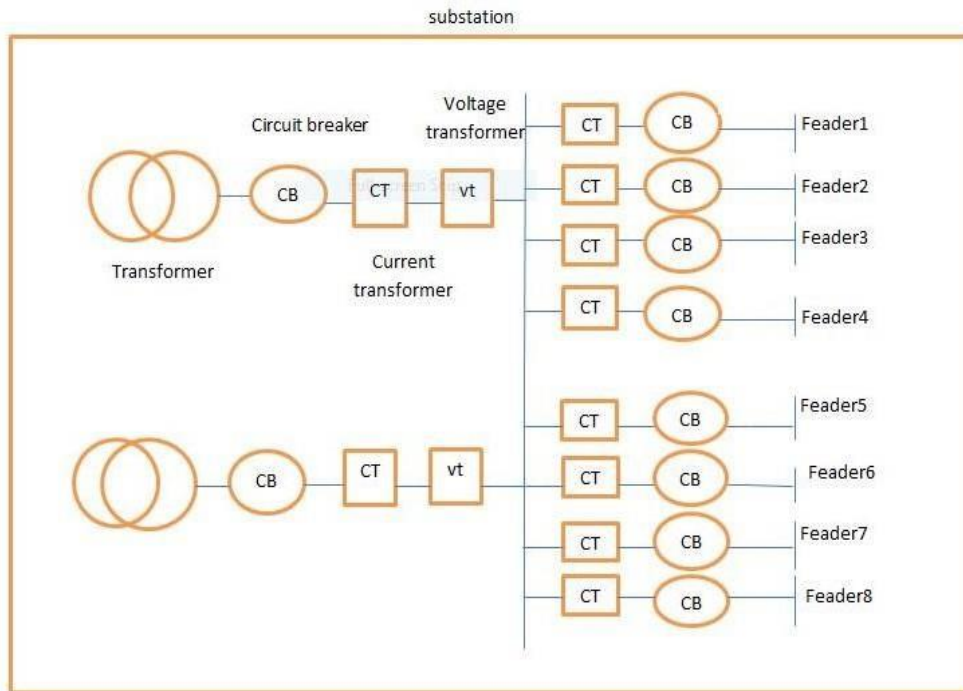 substation
Circuit breaker
Voltage
transformer
CB
CT
vt
Transformer
Current
transformer
CT
CB
Feader1
CT
CB
Feader2
CT
CB
Feader3
CT
CB
Feader4
CB
CT
vt
CT
CB
Feader5
CT
CB
Feader6
CT
CB
Feader7
CT
CB
Feader8